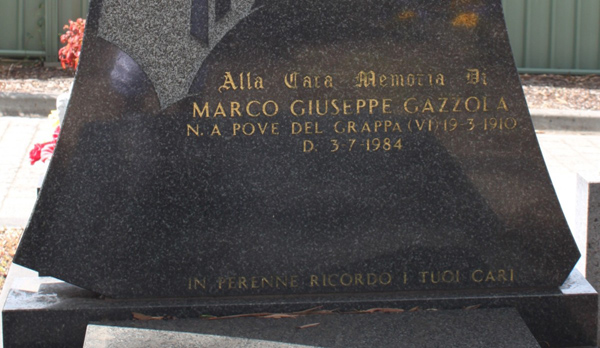 Alla Cara Memoria Di
MARCO GIUSEPPE GAZZOLA
N. A POVE DEL GRAPPA (VI) 19-3-1910
D. 3-7-1984
IN PERENNE RICORDO I TUOI CARI